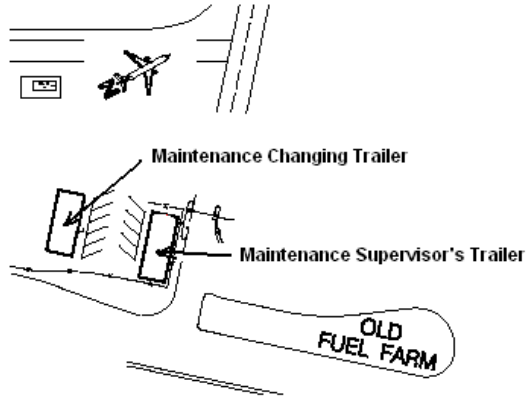 Maintenance Changing Trailer
Maintenance Supervisor's Trailer
OLD
FUEL FARM